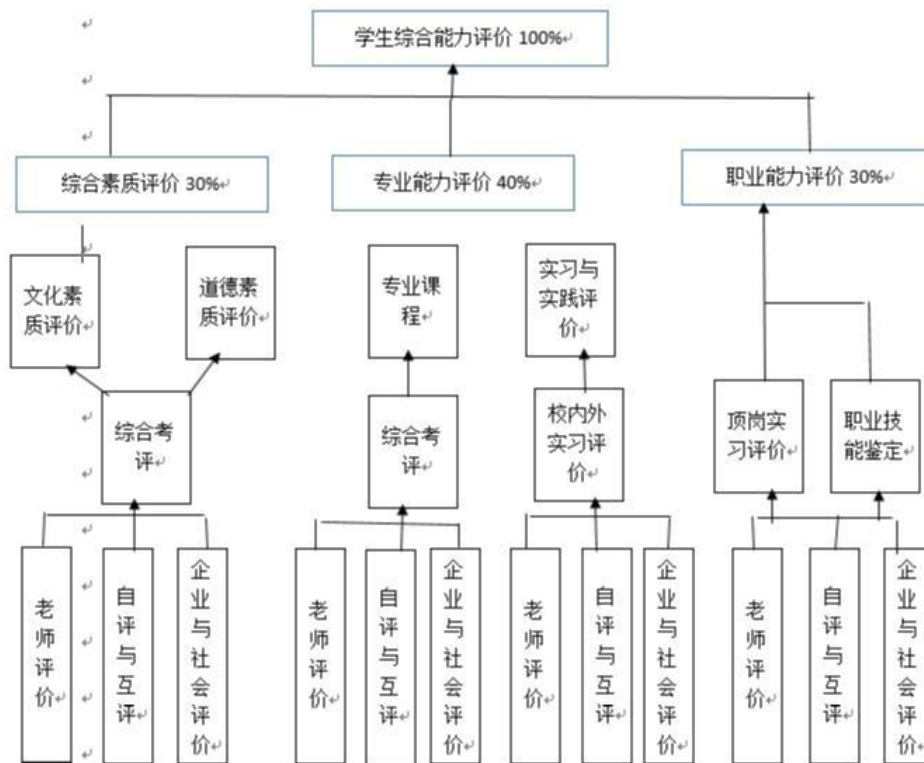 学生综合能力评价 100%
综合素质评价 30%
专业能力评价 40%
职业能力评价 30%
文化素
质评价
道德素
质评价
专业课
程
实习与
实践评
价
综合考
评
综合考
评
校内外
实习评价
顶岗实
习评价
职业技
能鉴定
老师评价
自评与互评
企业与社会评价
老师评价
自评与互评
企业与社会评价
老师评价
自评与互评
企业与社会评价
老师评价
自评与互评
企业与社会评价